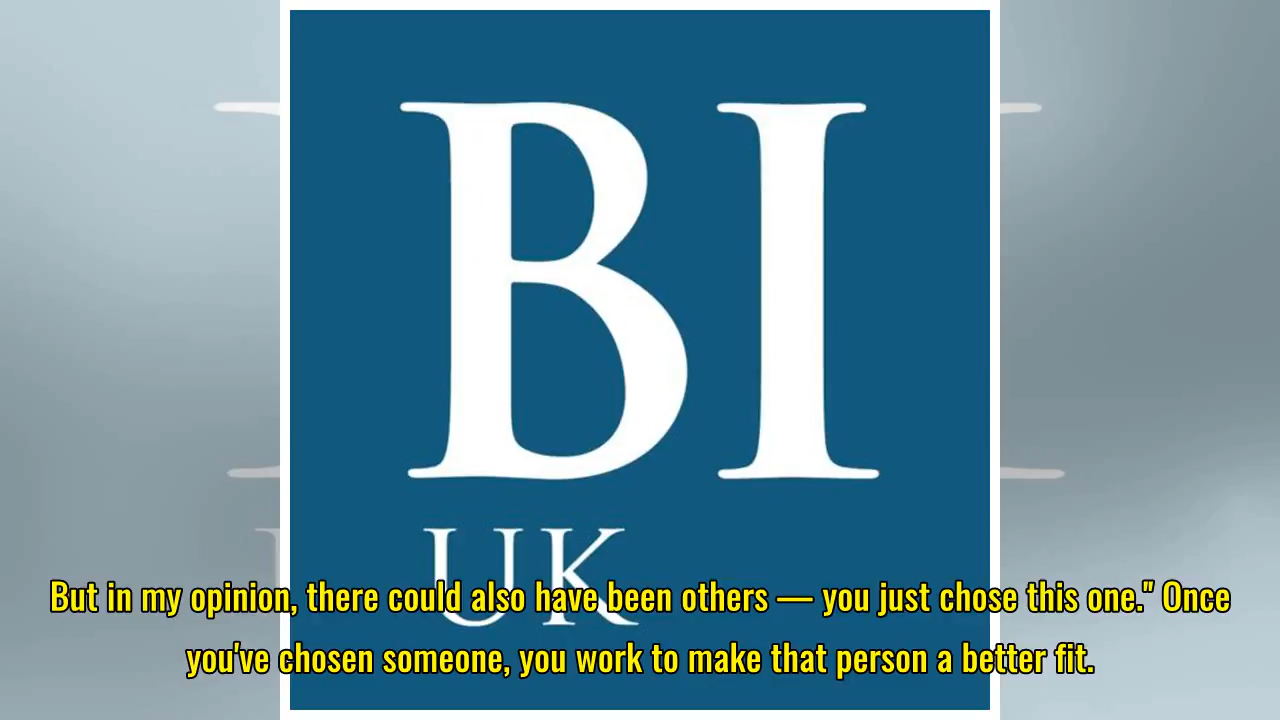 BI
UK
But in my opinion, there could also have been others — you just chose this one." Once
you've chosen someone, you work to make that person a better fit.